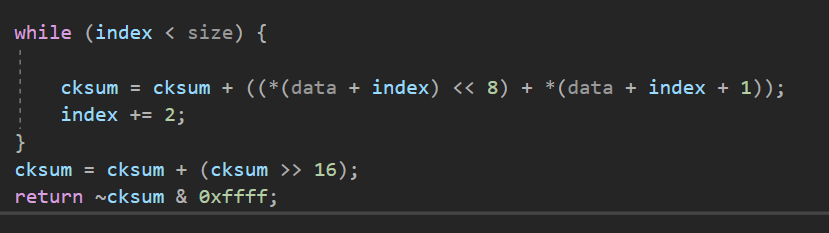 while (index < size) {
cksum = cksum + ((*(data + index) << 8) + *(data + index + 1));
index += 2;
}
cksum = cksum + (cksum >> 16);
return ~cksum & 0xffff;